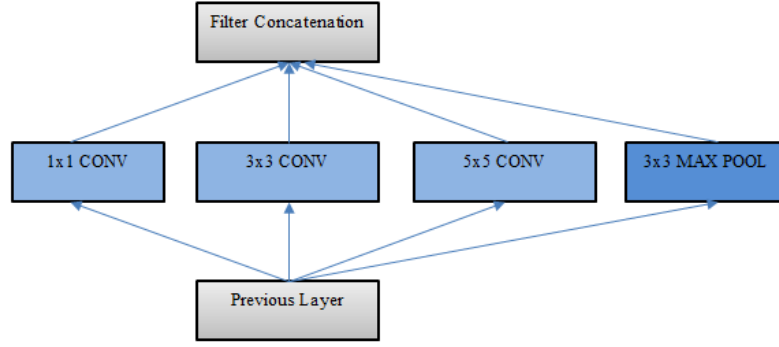 Filter Concatenation
1x1 CONV
3x3 CONV
5x5 CONV
3x3 MAX POOL
Previous Layer